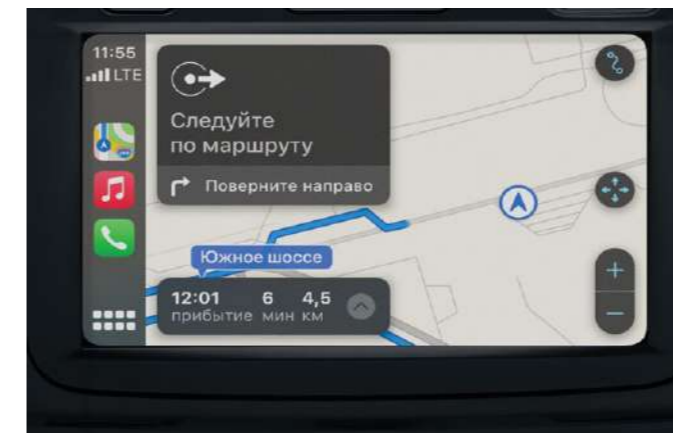 11:55
LTE
Следуйте
по маршруту
Поверните направо
Южное шоссе
12:01 6 4,5
прибытие мин км